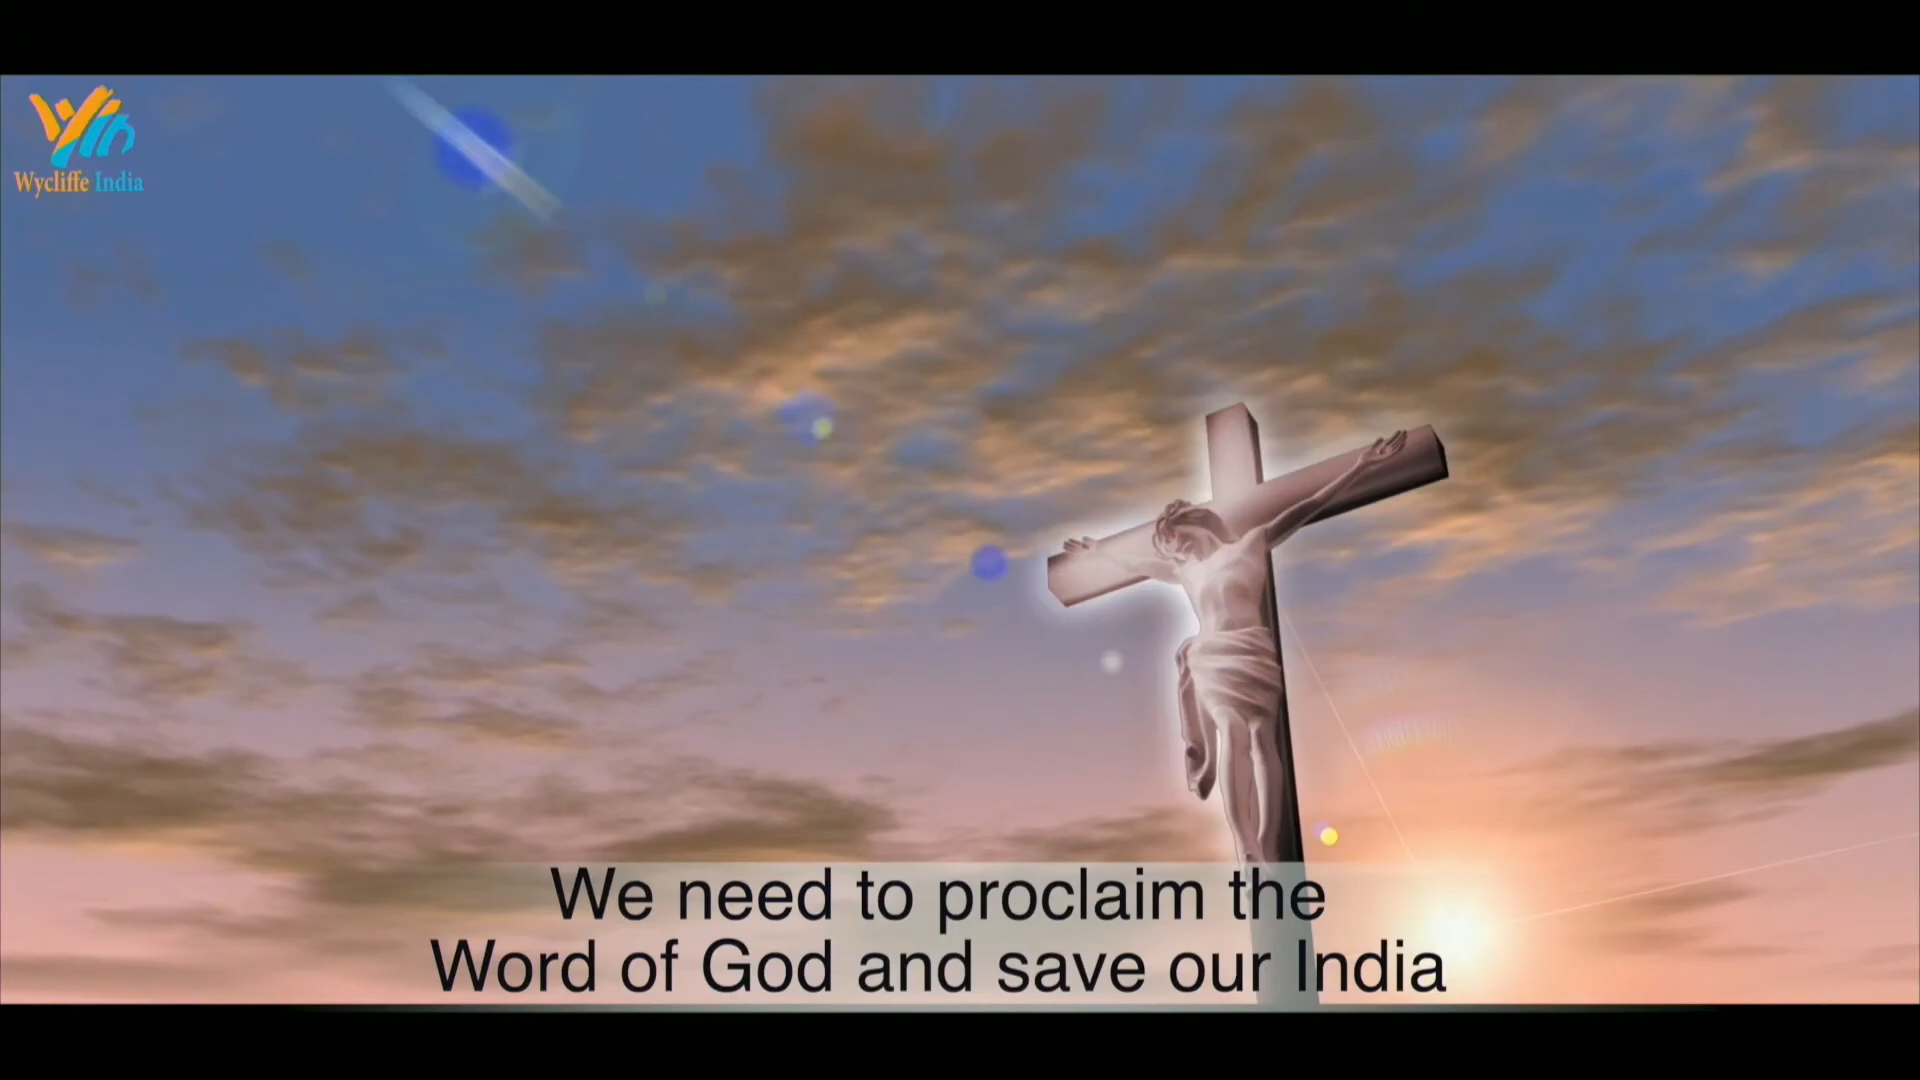 Wycliffe India
We need to proclaim the
Word of God and save our India